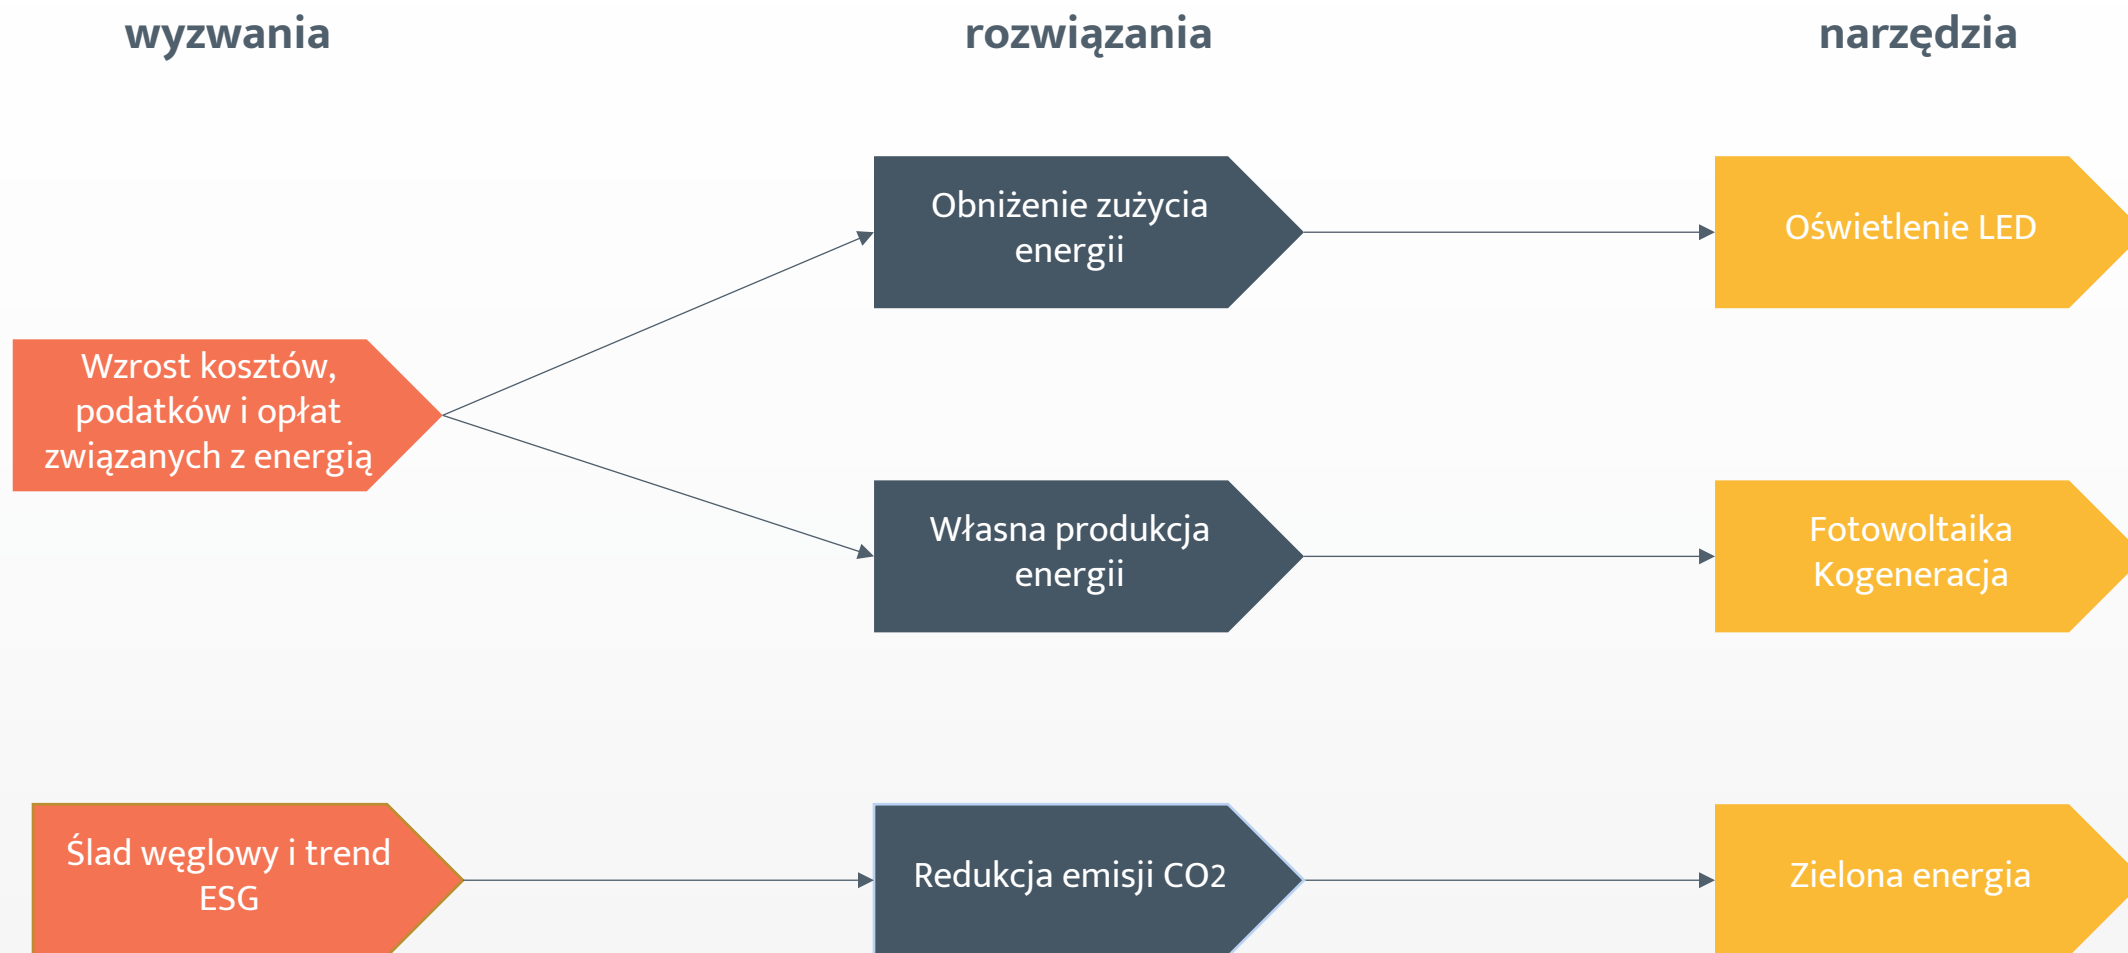 wyzwania
rozwiązania
narzędzia
Obniżenie zużycia
energii
Oświetlenie LED
Wzrost kosztów,
podatków i opłat
związanych z energią
Własna produkcja
energii
Fotowoltaika
Kogeneracja
Ślad węglowy i trend
ESG
Redukcja emisji CO2
Zielona energia